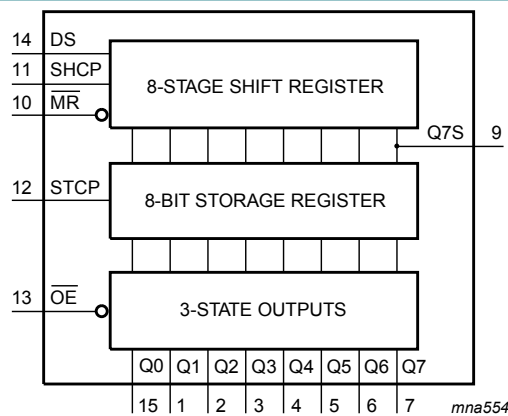 14 DS
11 SHCP
10 M̅R̅
8-STAGE SHIFT REGISTER
Q7S 9
12 STCP
8-BIT STORAGE REGISTER
13 O̅E̅
3-STATE OUTPUTS
Q0 Q1 Q2 Q3 Q4 Q5 Q6 Q7
15 1 2 3 4 5 6 7
mna554